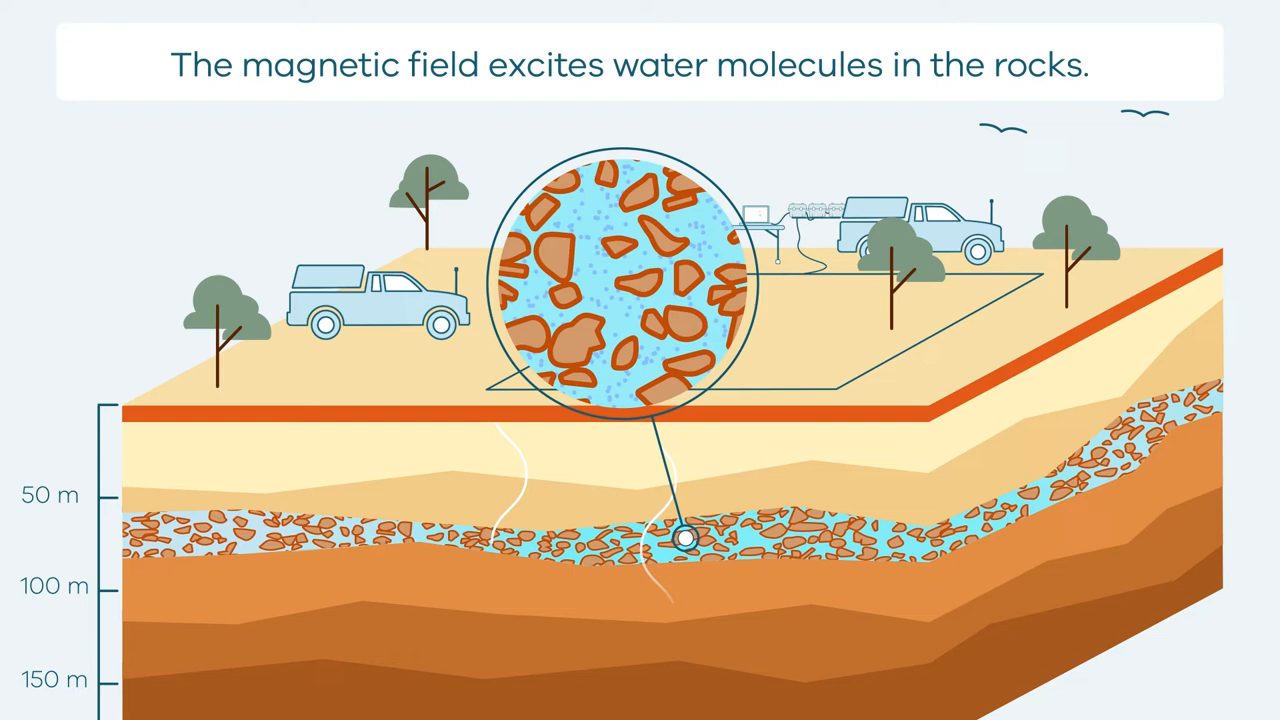 The magnetic field excites water molecules in the rocks.
50 m
100 m
150 m